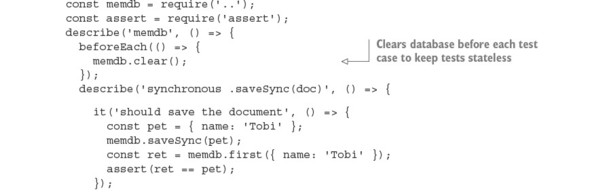 const memdb = require('..');
const assert = require('assert');
describe('memdb', () => {
  beforeEach(() => {
    memdb.clear();
  });
  describe('synchronous .saveSync(doc)', () => {
    it('should save the document', () => {
      const pet = { name: 'Tobi' };
      memdb.saveSync(pet);
      const ret = memdb.first({ name: 'Tobi' });
      assert(ret == pet);
    });
Clears database before each test
case to keep tests stateless